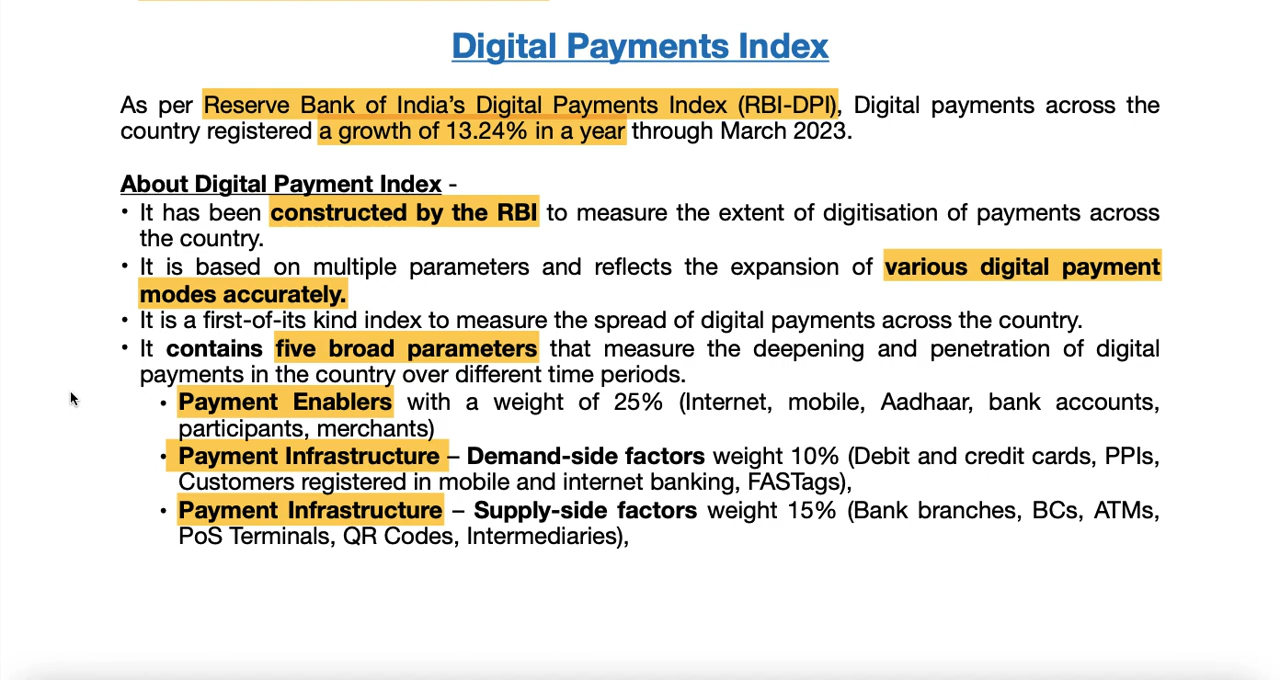 Digital Payments Index
As per Reserve Bank of India's Digital Payments Index (RBI-DPI), Digital payments across the
country registered a growth of 13.24% in a year through March 2023.
About Digital Payment Index -
• It has been constructed by the RBI to measure the extent of digitisation of payments across
the country.
• It is based on multiple parameters and reflects the expansion of various digital payment
modes accurately.
• It is a first-of-its kind index to measure the spread of digital payments across the country.
• It contains five broad parameters that measure the deepening and penetration of digital
payments in the country over different time periods.
• Payment Enablers with a weight of 25% (Internet, mobile, Aadhaar, bank accounts,
participants, merchants)
• Payment Infrastructure – Demand-side factors weight 10% (Debit and credit cards, PPIs,
Customers registered in mobile and internet banking, FASTags),
• Payment Infrastructure – Supply-side factors weight 15% (Bank branches, BCs, ATMs,
PoS Terminals, QR Codes, Intermediaries),